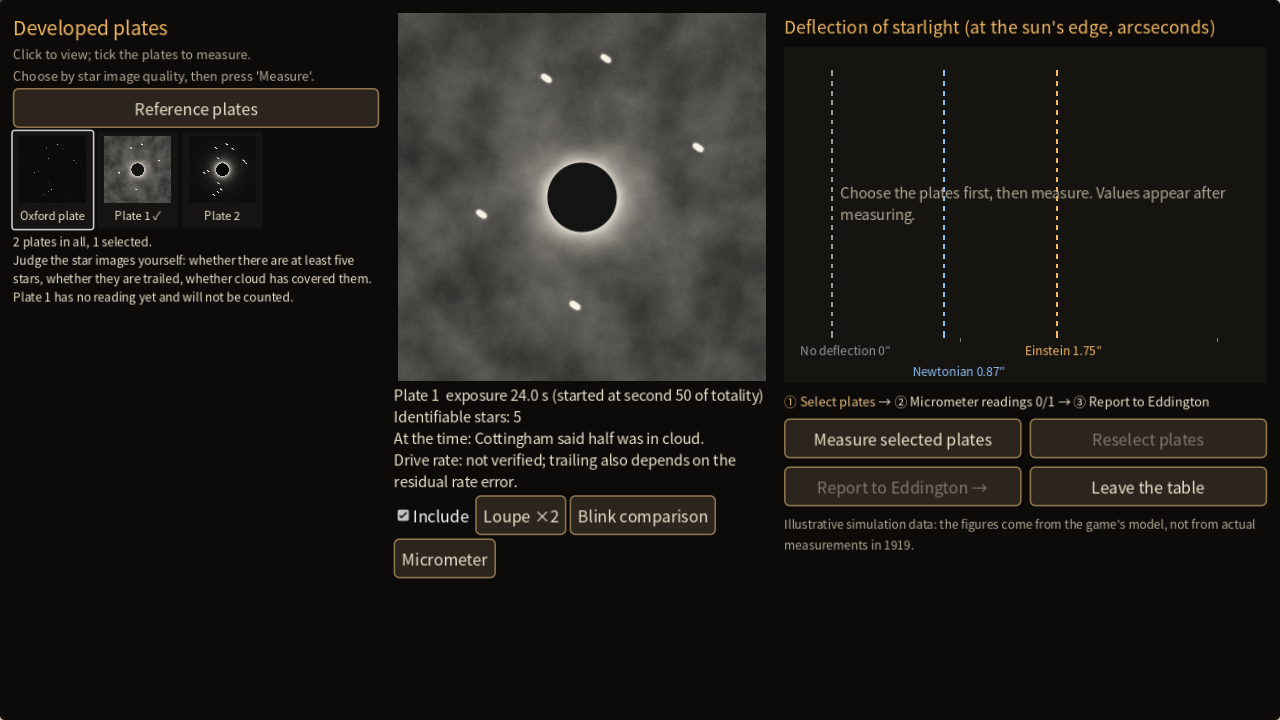 Developed plates
Click to view; tick the plates to measure.
Choose by star image quality, then press 'Measure'.
Reference plates
Oxford plate
Plate 1 ✓
Plate 2
2 plates in all, 1 selected.
Judge the star images yourself: whether there are at least five
stars, whether they are trailed, whether cloud has covered them.
Plate 1 has no reading yet and will not be counted.
Plate 1  exposure 24.0 s (started at second 50 of totality)
Identifiable stars: 5
At the time: Cottingham said half was in cloud.
Drive rate: not verified; trailing also depends on the
residual rate error.
Include
Loupe ×2
Blink comparison
Micrometer
Deflection of starlight (at the sun's edge, arcseconds)
Choose the plates first, then measure. Values appear after
measuring.
No deflection 0"
Einstein 1.75"
Newtonian 0.87"
① Select plates → ② Micrometer readings 0/1 → ③ Report to Eddington
Measure selected plates
Reselect plates
Report to Eddington →
Leave the table
Illustrative simulation data: the figures come from the game's model, not from actual
measurements in 1919.